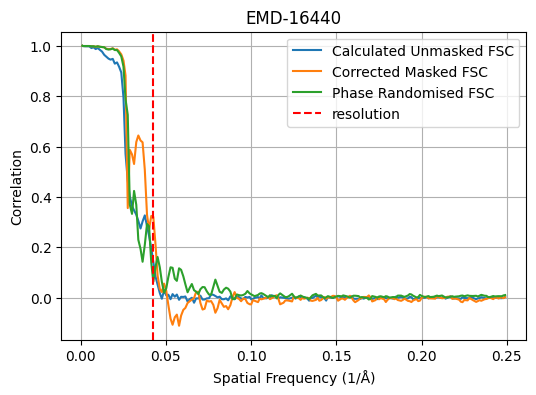 EMD-16440
Calculated Unmasked FSC
Corrected Masked FSC
Phase Randomised FSC
resolution
Correlation
1.0
0.8
0.6
0.4
0.2
0.0
0.00
0.05
0.10
0.15
0.20
0.25
Spatial Frequency (1/Å)